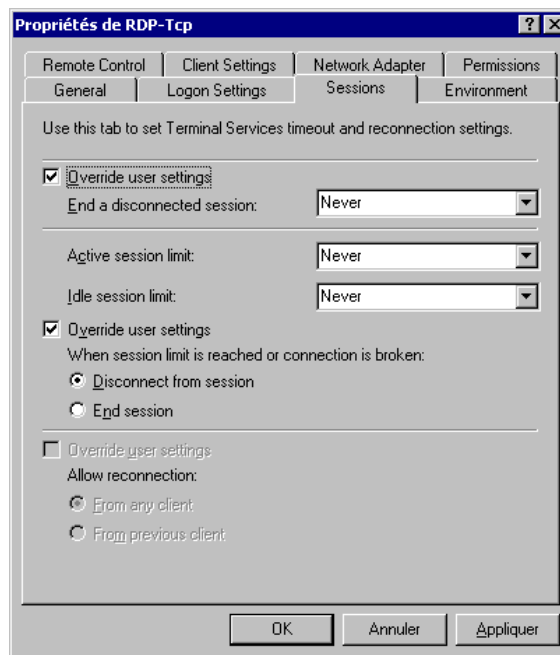 Propriétés de RDP-Tcp
Remote Control Client Settings Network Adapter Permissions
General Logon Settings Sessions Environment
Use this tab to set Terminal Services timeout and reconnection settings.
Override user settings
End a disconnected session: Never
Active session limit: Never
Idle session limit: Never
Override user settings
When session limit is reached or connection is broken:
Disconnect from session
End session
Override user settings
Allow reconnection:
From any client
From previous client
OK Annuler Appliquer